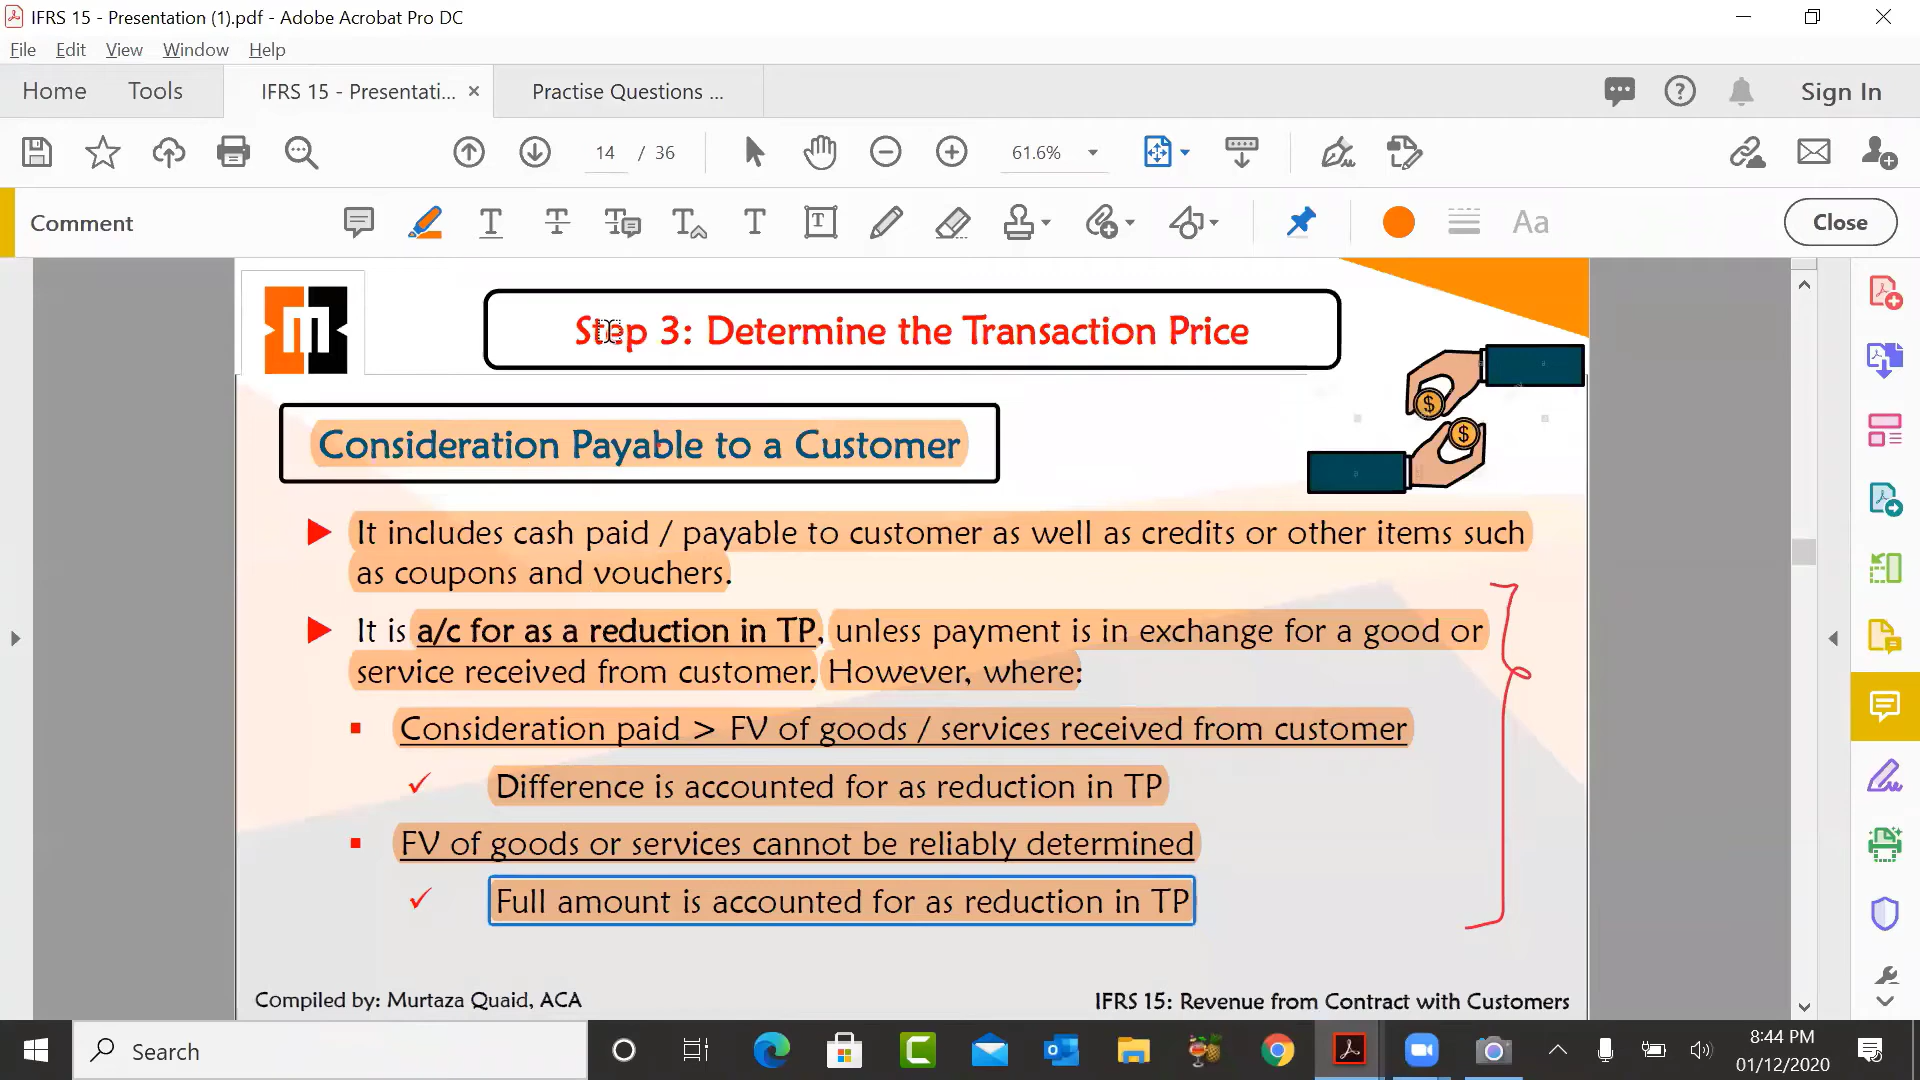 IFRS 15 - Presentation (1).pdf - Adobe Acrobat Pro DC
File Edit View Window Help
Home Tools IFRS 15 - Presentati... × Practise Questions ... Sign In
14 / 36 61.6%
Comment Aa Close
Step 3: Determine the Transaction Price
Consideration Payable to a Customer
It includes cash paid / payable to customer as well as credits or other items such
as coupons and vouchers.
It is a/c for as a reduction in TP, unless payment is in exchange for a good or
service received from customer. However, where:
Consideration paid > FV of goods / services received from customer
Difference is accounted for as reduction in TP
FV of goods or services cannot be reliably determined
Full amount is accounted for as reduction in TP
Compiled by: Murtaza Quaid, ACA
IFRS 15: Revenue from Contract with Customers
Search
8:44 PM
01/12/2020